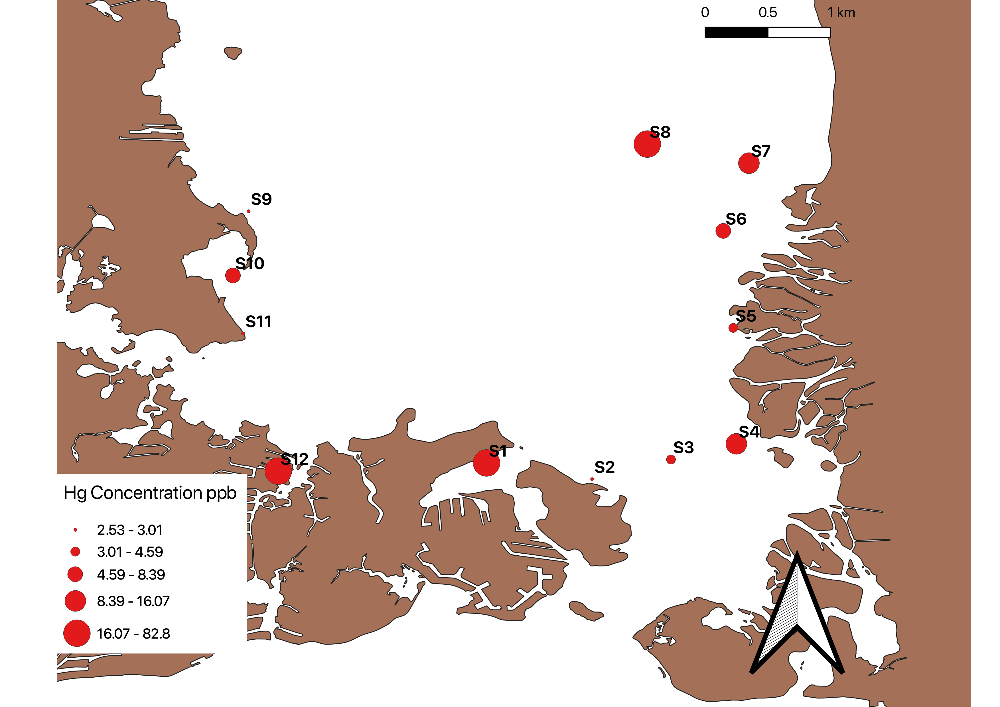 0 0.5 1 km
S8
S7
S9
S6
S10
S5
S11
S4
S3
S1
S12
S2
Hg Concentration ppb
2.53 - 3.01
3.01 - 4.59
4.59 - 8.39
8.39 - 16.07
16.07 - 82.8